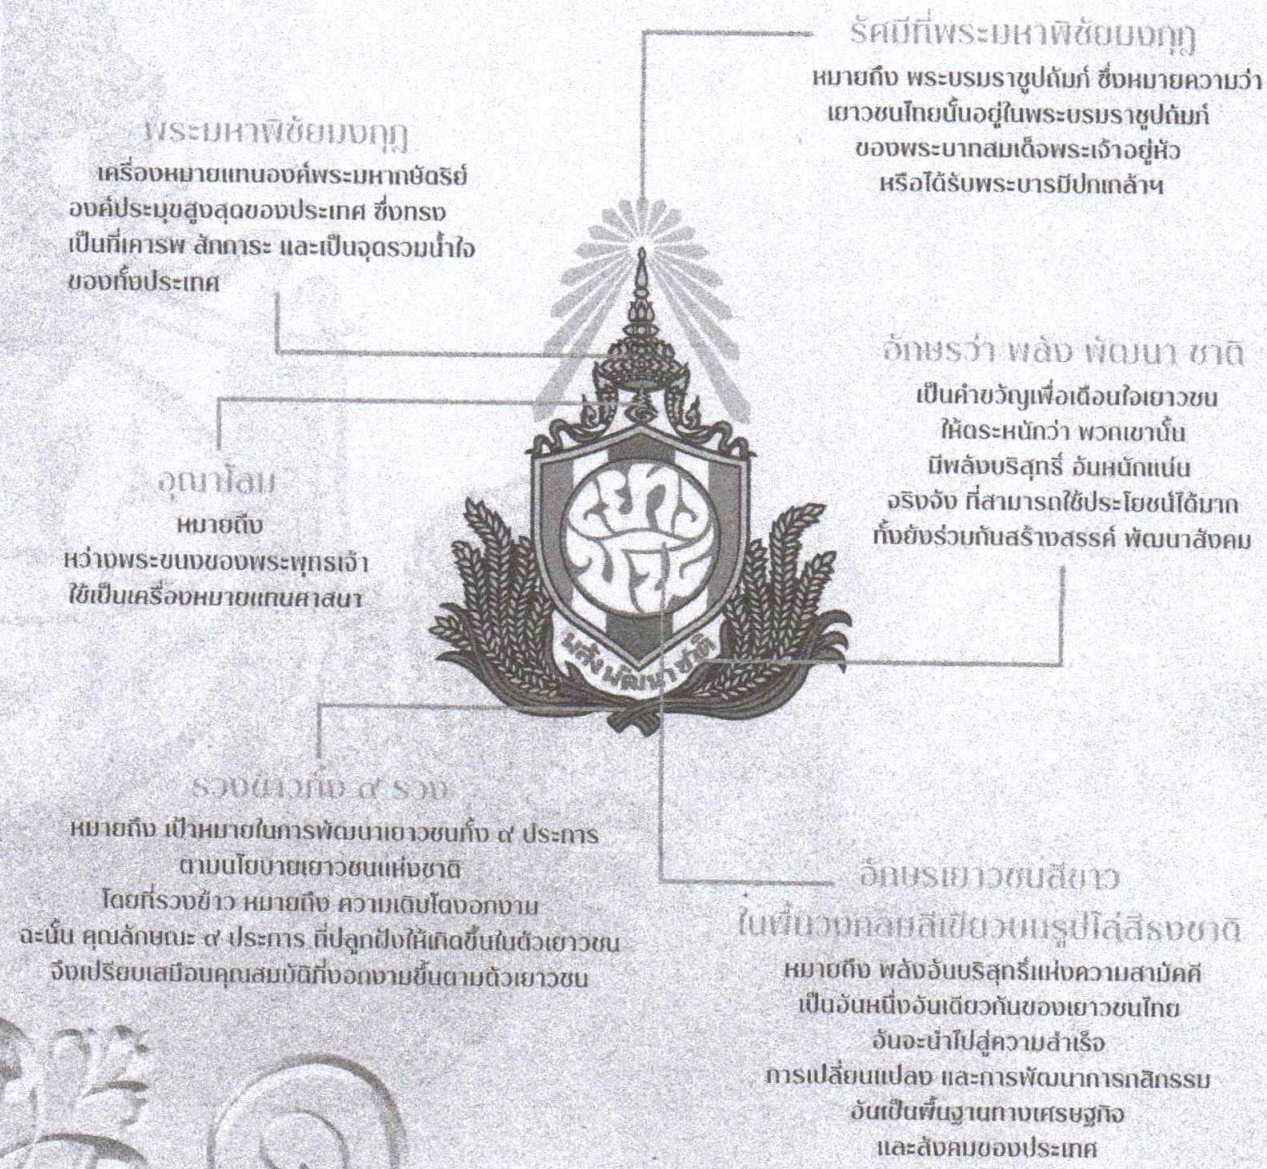 รัศมีที่พระมหาพิชัยมงกุฎ
หมายถึง พระบรมราชูปถัมภ์ ซึ่งหมายความว่า
เยาวชนไทยนั้นอยู่ในพระบรมราชูปถัมภ์
ของพระบาทสมเด็จพระเจ้าอยู่หัว
หรือได้รับพระบารมีปกเกล้าฯ
พระมหาพิชัยมงกุฎ
เครื่องหมายแทนองค์พระมหากษัตริย์
องค์ประมุขสูงสุดของประเทศ ซึ่งทรง
เป็นที่เคารพ สักการะ และเป็นจุดรวมน้ำใจ
ของทั้งประเทศ
อักษรว่า พลัง พัฒนา ชาติ
เป็นคำขวัญเพื่อเตือนใจเยาวชน
ให้ตระหนักว่า พวกเขานั้น
มีพลังบริสุทธิ์ อันหนักแน่น
จริงจัง ที่สามารถใช้ประโยชน์ได้มาก
ทั้งยังร่วมกันสร้างสรรค์ พัฒนาสังคม
อุณาโลม
หมายถึง
หว่างพระขนงของพระพุทธเจ้า
ใช้เป็นเครื่องหมายแทนศาสนา
เยาวชน
พลังพัฒนาชาติ
รวงข้าวทั้ง ๙ รวง
หมายถึง เป้าหมายในการพัฒนาเยาวชนทั้ง ๙ ประการ
ตามนโยบายเยาวชนแห่งชาติ
โดยที่รวงข้าว หมายถึง ความเติบโตงอกงาม
ฉะนั้น คุณลักษณะ ๙ ประการ ที่ปลูกฝังให้เกิดขึ้นในตัวเยาวชน
จึงเปรียบเสมือนคุณสมบัติที่งอกงามขึ้นตามตัวเยาวชน
อักษรเยาวชนสีขาว
ในพื้นวงกลมสีเขียวบนรูปโล่สีธงชาติ
หมายถึง พลังอันบริสุทธิ์แห่งความสามัคคี
เป็นอันหนึ่งอันเดียวกันของเยาวชนไทย
อันจะนำไปสู่ความสำเร็จ
การเปลี่ยนแปลง และการพัฒนาการกสิกรรม
อันเป็นพื้นฐานทางเศรษฐกิจ
และสังคมของประเทศ